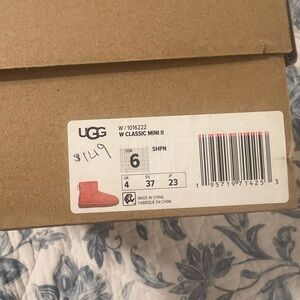 UGG
W / 1016222
W CLASSIC MINI II
$149
USA
6
SHPN
UK
4
EU
37
JP
23
MADE IN CHINA
FABRIQUÉ EN CHINE
1 95719 71425 3